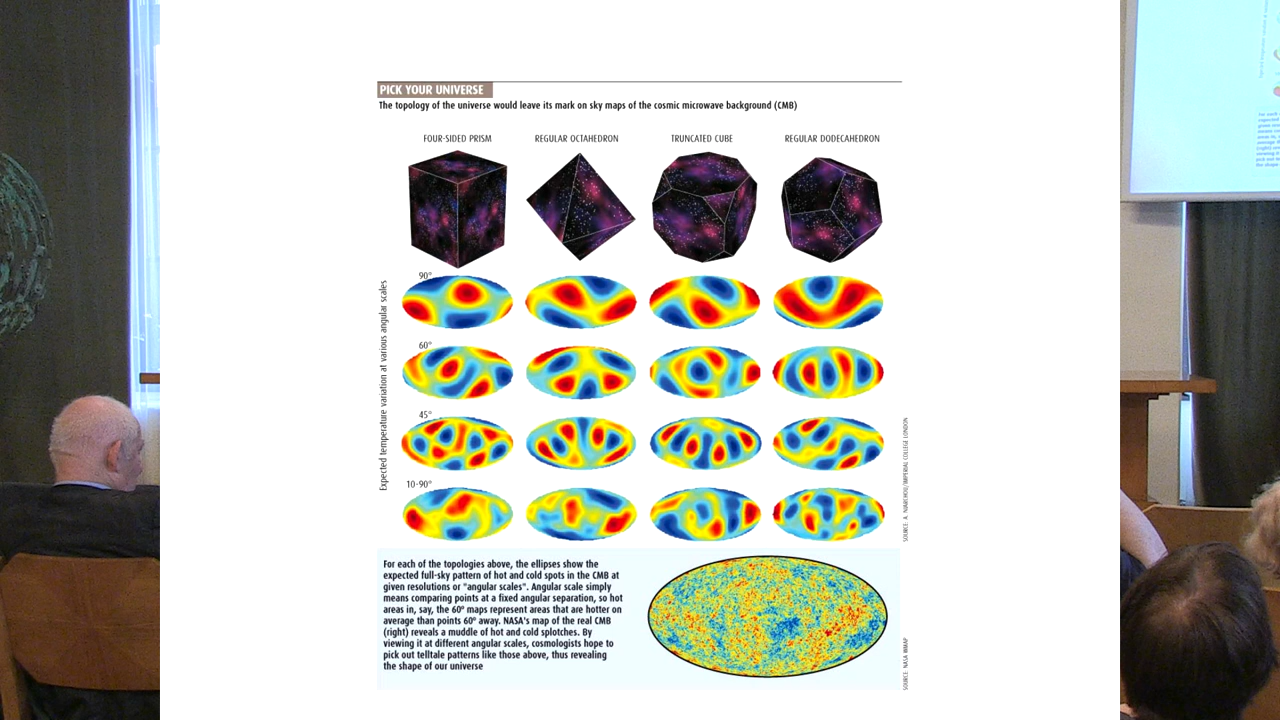 PICK YOUR UNIVERSE
The topology of the universe would leave its mark on sky maps of the cosmic microwave background (CMB)
FOUR-SIDED PRISM
REGULAR OCTAHEDRON
TRUNCATED CUBE
REGULAR DODECAHEDRON
Expected temperature variation at various angular scales
90°
60°
45°
10-90°
SOURCE: A. NIARCHOU/IMPERIAL COLLEGE LONDON
For each of the topologies above, the ellipses show the
expected full-sky pattern of hot and cold spots in the CMB at
given resolutions or "angular scales". Angular scale simply
means comparing points at a fixed angular separation, so hot
areas in, say, the 60° maps represent areas that are hotter on
average than points 60° away. NASA's map of the real CMB
(right) reveals a muddle of hot and cold splotches. By
viewing it at different angular scales, cosmologists hope to
pick out telltale patterns like those above, thus revealing
the shape of our universe
SOURCE: NASA WMAP